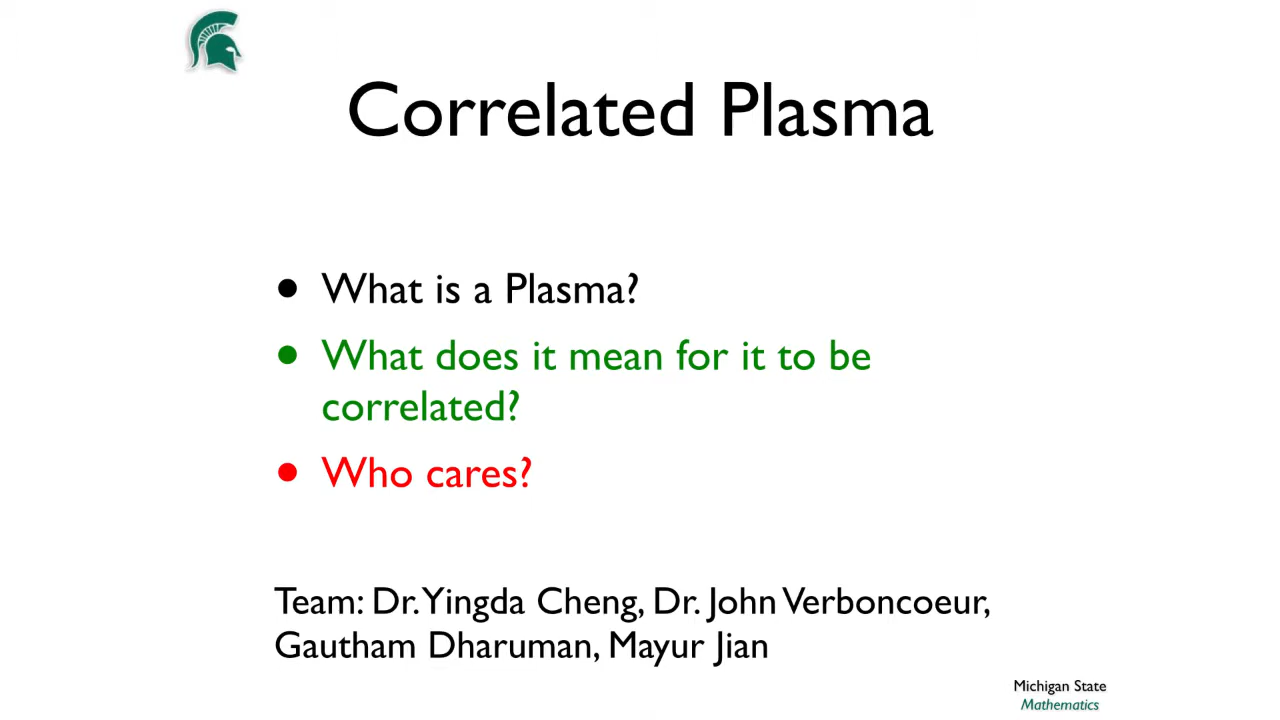 Correlated Plasma
• What is a Plasma?
• What does it mean for it to be
correlated?
• Who cares?
Team: Dr. Yingda Cheng, Dr. John Verboncoeur,
Gautham Dharuman, Mayur Jian
Michigan State
Mathematics